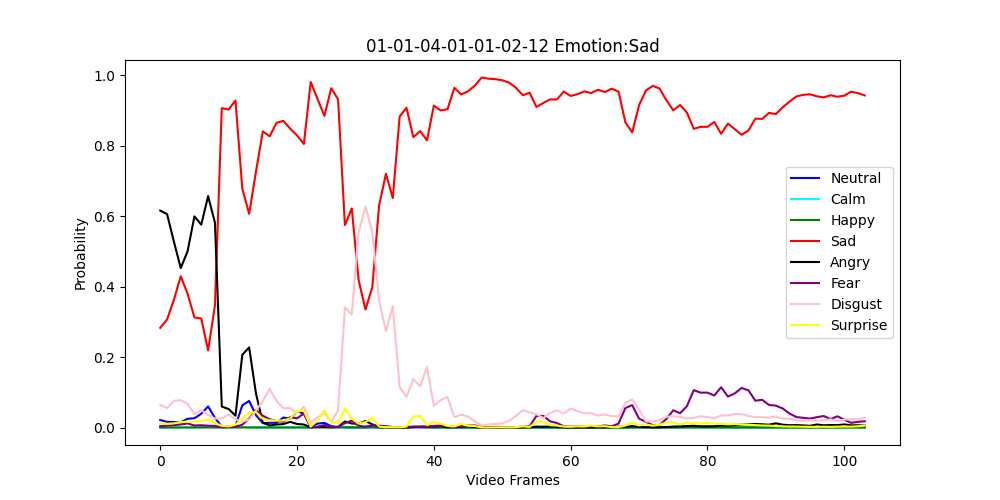 01-01-04-01-01-02-12 Emotion:Sad
Probability
1.0
0.8
0.6
0.4
0.2
0.0
0 20 40 60 80 100
Video Frames
Neutral
Calm
Happy
Sad
Angry
Fear
Disgust
Surprise